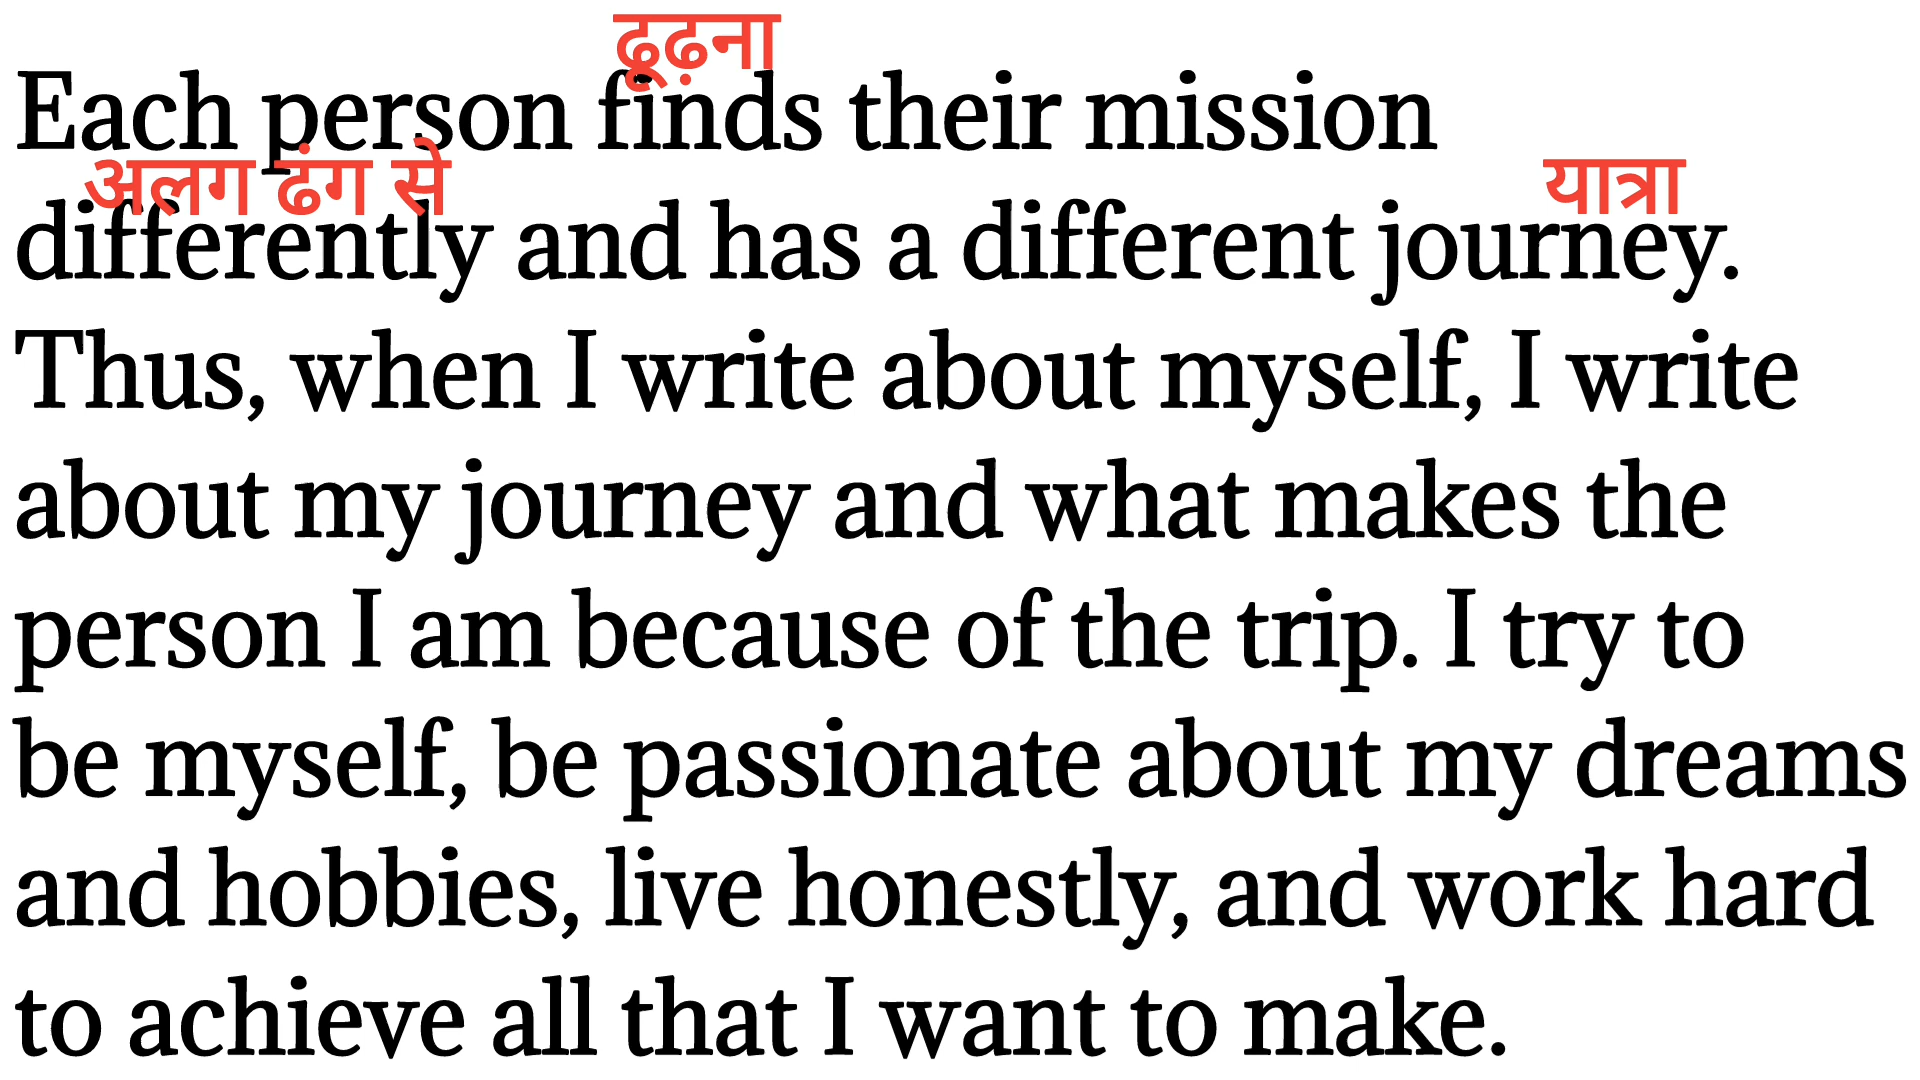 ढूढ़ना
Each person finds their mission
अलग ढंग से यात्रा
differently and has a different journey.
Thus, when I write about myself, I write
about my journey and what makes the
person I am because of the trip. I try to
be myself, be passionate about my dreams
and hobbies, live honestly, and work hard
to achieve all that I want to make.